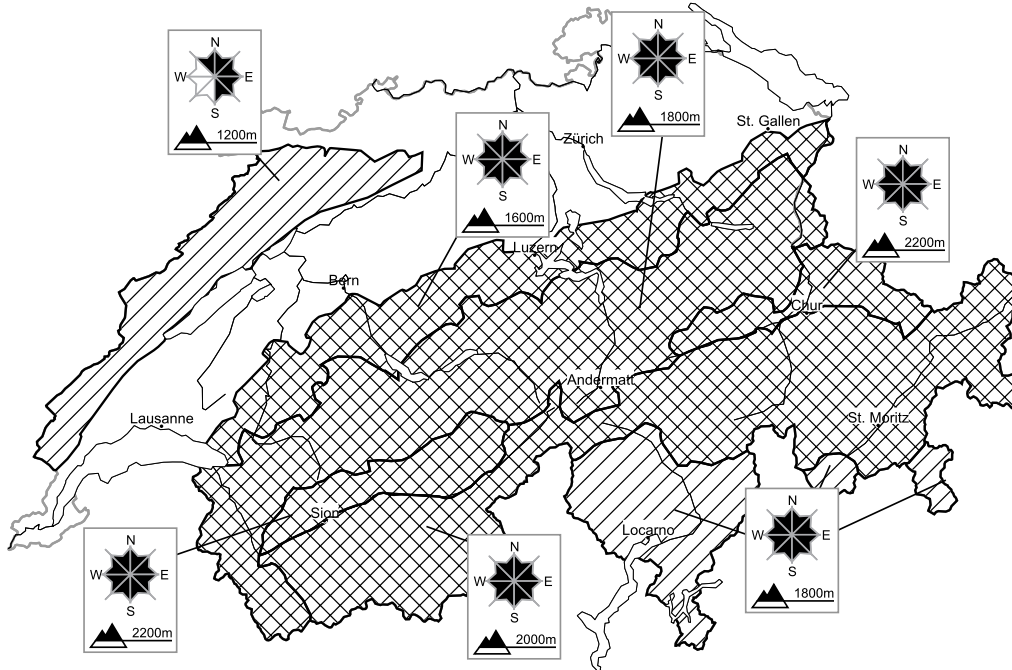 N
W E
S
1200m
N
W E
S
1800m
N
W E
S
1600m
Zürich
St. Gallen
N
W E
S
2200m
Luzern
Bern
Chur
Andermatt
Lausanne
St. Moritz
Sion
Locarno
N
W E
S
2200m
N
W E
S
2000m
N
W E
S
1800m